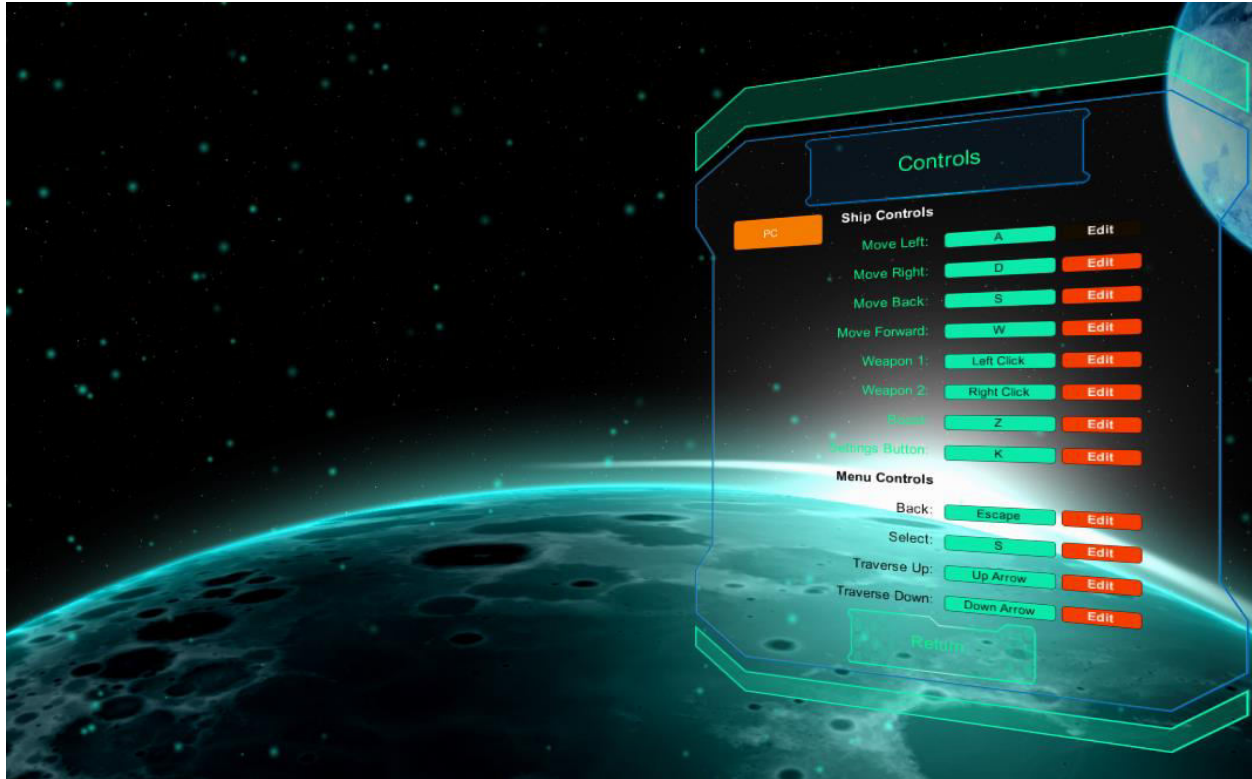 Controls
PC
Ship Controls
Move Left: A Edit
Move Right: D Edit
Move Back: S Edit
Move Forward: W Edit
Weapon 1: Left Click Edit
Weapon 2: Right Click Edit
Z Edit
Settings Button: K Edit
Menu Controls
Back: Escape Edit
Select: S Edit
Traverse Up: Up Arrow Edit
Traverse Down: Down Arrow Edit
Return